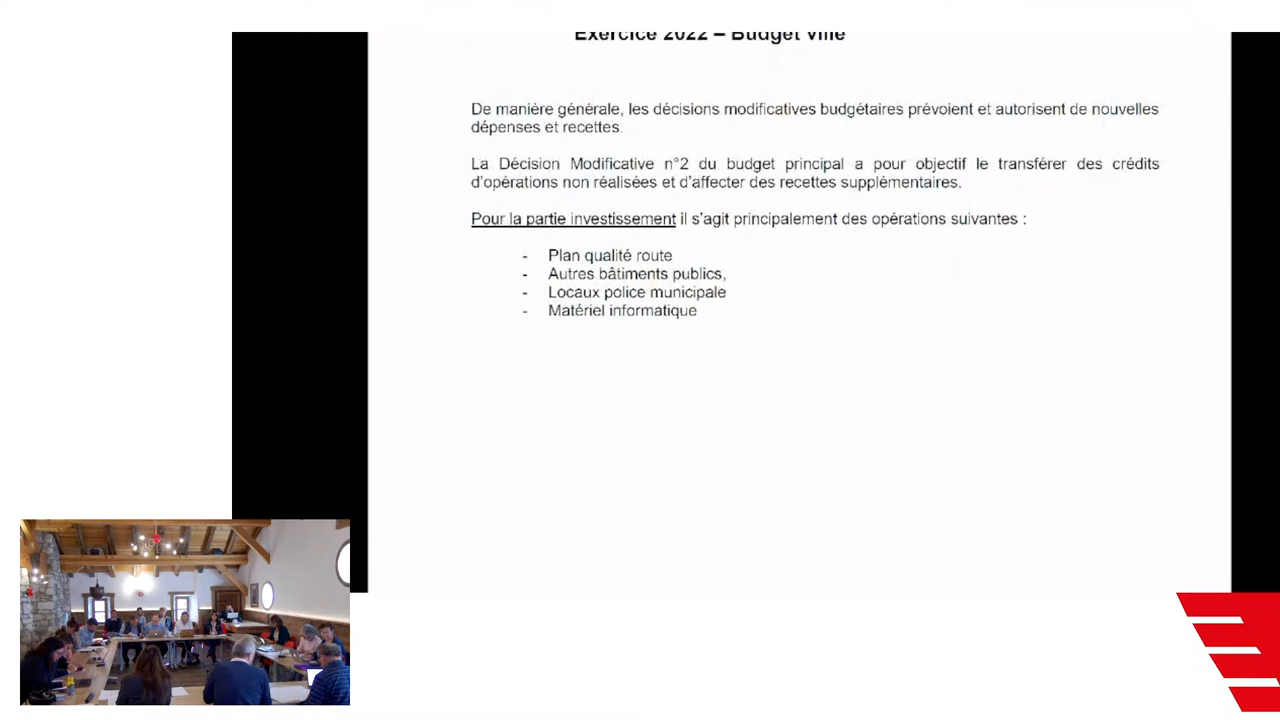 Exercice 2022 – Budget ville
De manière générale, les décisions modificatives budgétaires prévoient et autorisent de nouvelles
dépenses et recettes.
La Décision Modificative n°2 du budget principal a pour objectif le transférer des crédits
d'opérations non réalisées et d'affecter des recettes supplémentaires.
Pour la partie investissement il s'agit principalement des opérations suivantes :
- Plan qualité route
- Autres bâtiments publics,
- Locaux police municipale
- Matériel informatique